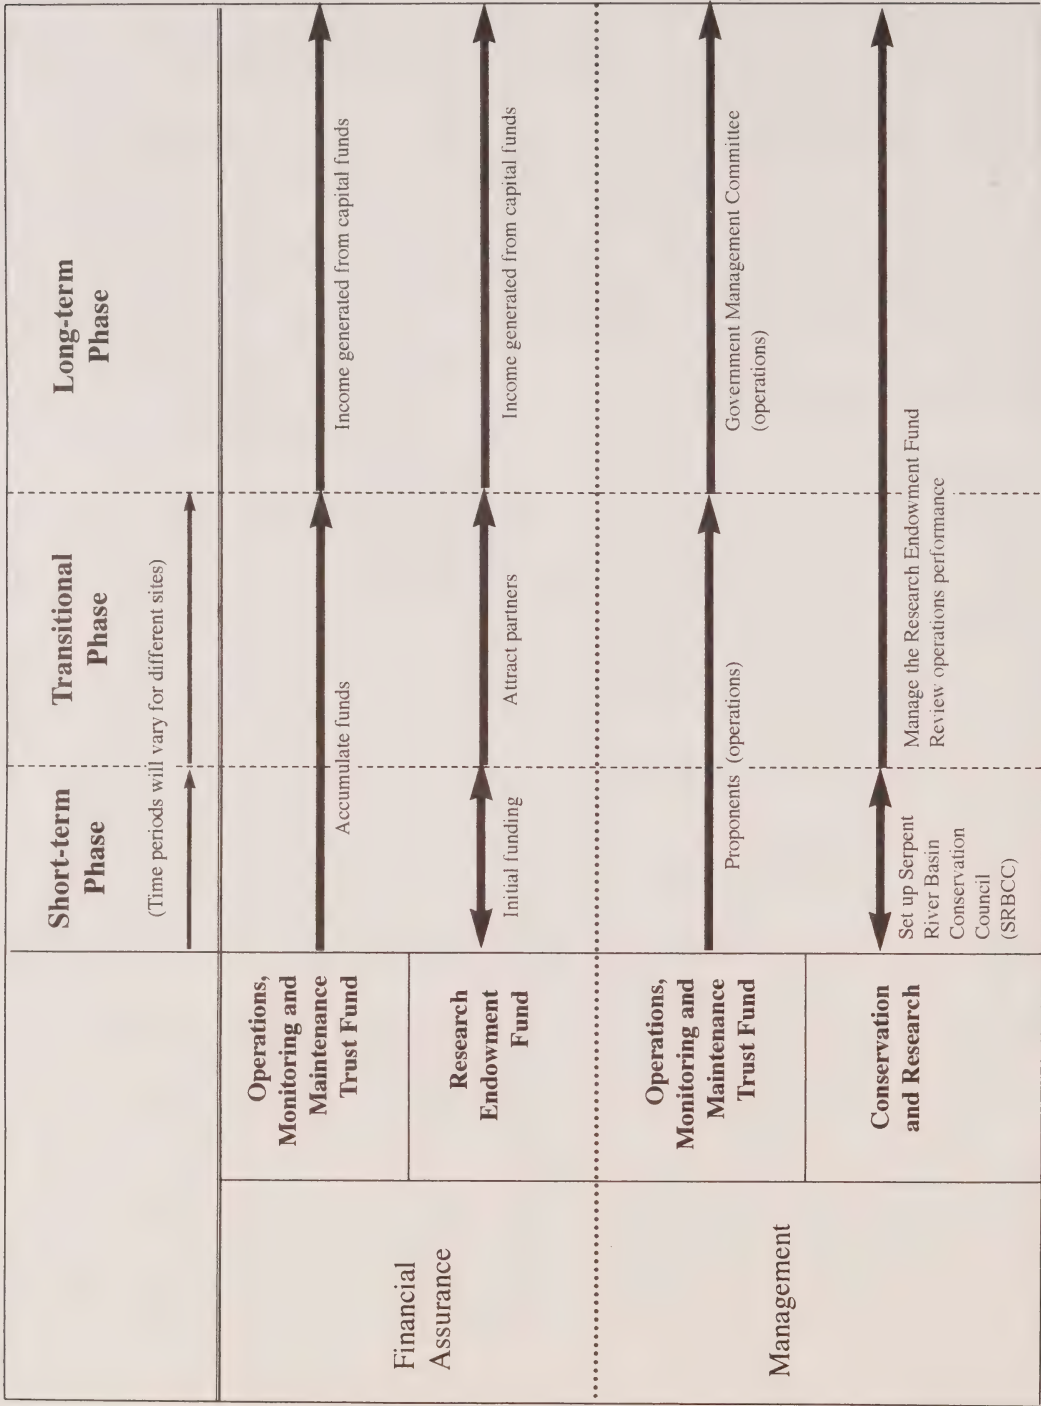 Short-term
Phase
Transitional
Phase
Long-term
Phase
(Time periods will vary for different sites)
Financial
Assurance
Operations,
Monitoring and
Maintenance
Trust Fund
Accumulate funds
Income generated from capital funds
Research
Endowment
Fund
Initial funding
Attract partners
Income generated from capital funds
Management
Operations,
Monitoring and
Maintenance
Trust Fund
Proponents (operations)
Government Management Committee
(operations)
Conservation
and Research
Set up Serpent
River Basin
Conservation
Council
(SRBCC)
Manage the Research Endowment Fund
Review operations performance